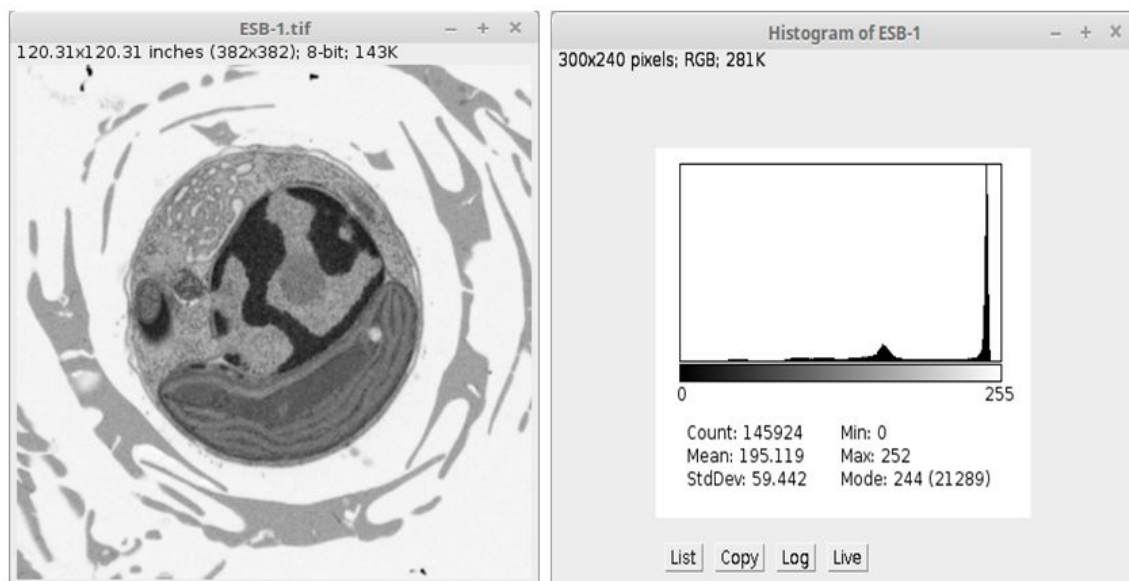 ESB-1.tif
120.31x120.31 inches (382x382); 8-bit; 143K
Histogram of ESB-1
300x240 pixels; RGB; 281K
0 255
Count: 145924 Min: 0
Mean: 195.119 Max: 252
StdDev: 59.442 Mode: 244 (21289)
List Copy Log Live